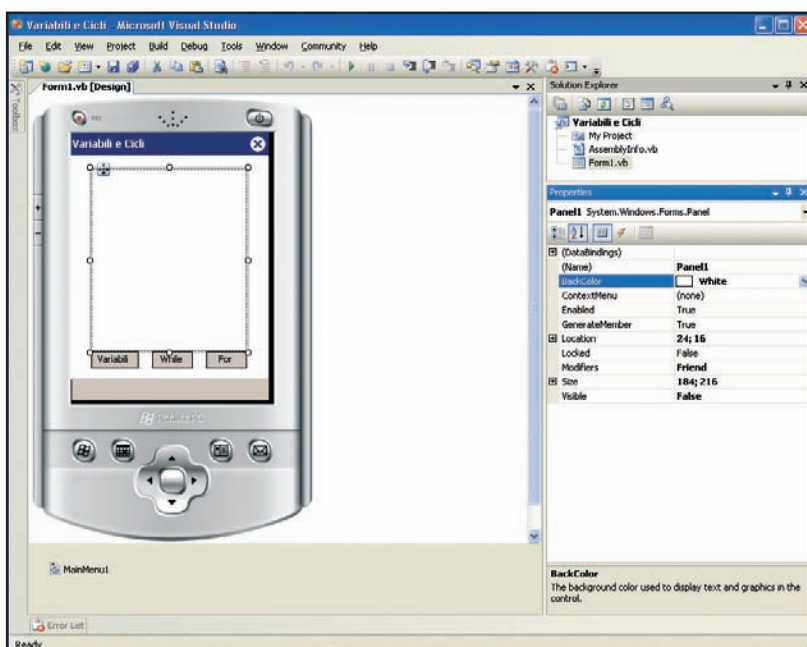 Variabili e Cicli - Microsoft Visual Studio
File Edit View Project Build Debug Tools Window Community Help
Toolbox
Form1.vb [Design]
Variabili e Cicli
Variabili While For
MainMenu1
Error List
Ready
Solution Explorer
Variabili e Cicli
My Project
AssemblyInfo.vb
Form1.vb
Properties
Panel1 System.Windows.Forms.Panel
(DataBindings)
(Name) Panel1
BackColor White
ContextMenu (none)
Enabled True
GenerateMember True
Location 24; 16
Locked False
Modifiers Friend
Size 184; 216
Visible False
BackColor
The background color used to display text and graphics in the
control.